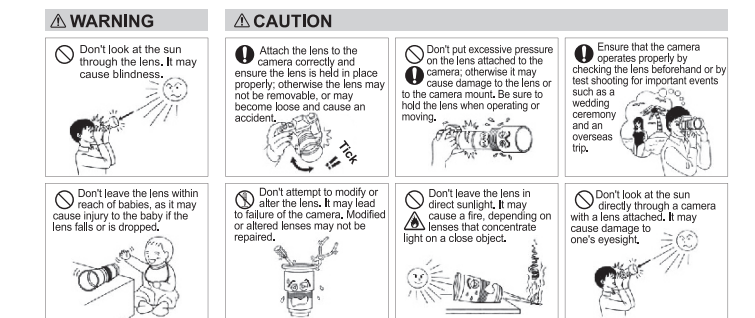 WARNING
CAUTION
Don't look at the sun
through the lens. It may
cause blindness.
Attach the lens to the
camera correctly and
ensure the lens is held in place
properly; otherwise the lens may
not be removable, or may
become loose and cause an
accident.
Tick
Don't put excessive pressure
on the lens attached to the
camera; otherwise it may
cause damage to the lens or
to the camera mount. Be sure to
hold the lens when operating or
moving.
Ensure that the camera
operates properly by
checking the lens beforehand or by
test shooting for important events
such as a
wedding
ceremony
and an
overseas
trip.
Don't leave the lens within
reach of babies, as it may
cause injury to the baby if the
lens falls or is dropped.
Don't attempt to modify or
alter the lens. It may lead
to failure of the camera. Modified
or altered lenses may not be
repaired.
Don't leave the lens in
direct sunlight. It may
cause a fire, depending on
lenses that concentrate
light on a close object.
Don't look at the sun
directly through a camera
with a lens attached. It may
cause damage to
one's eyesight.